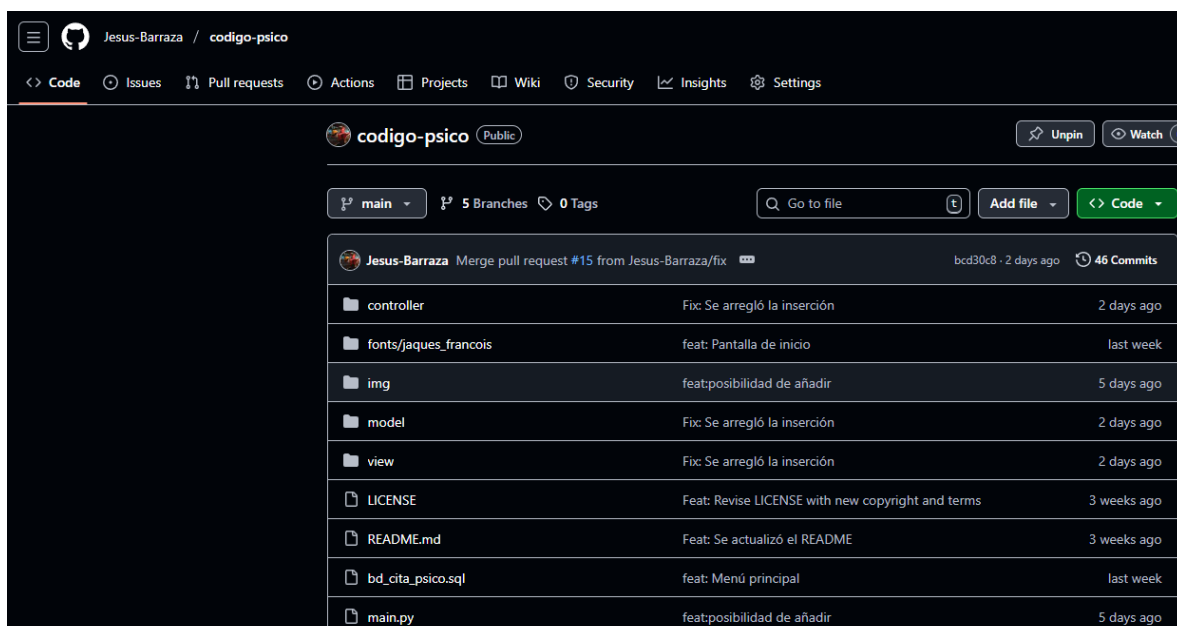 Jesus-Barraza / codigo-psico
Code Issues Pull requests Actions Projects Wiki Security Insights Settings
codigo-psico Public Unpin Watch
main 5 Branches 0 Tags Go to file t Add file Code
Jesus-Barraza Merge pull request #15 from Jesus-Barraza/fix bcd30c8 · 2 days ago 46 Commits
controller Fix: Se arregló la inserción 2 days ago
fonts/jaques_francois feat: Pantalla de inicio last week
img feat:posibilidad de añadir 5 days ago
model Fix: Se arregló la inserción 2 days ago
view Fix: Se arregló la inserción 2 days ago
LICENSE Feat: Revise LICENSE with new copyright and terms 3 weeks ago
README.md Feat: Se actualizó el README 3 weeks ago
bd_cita_psico.sql feat: Menú principal last week
main.py feat:posibilidad de añadir 5 days ago